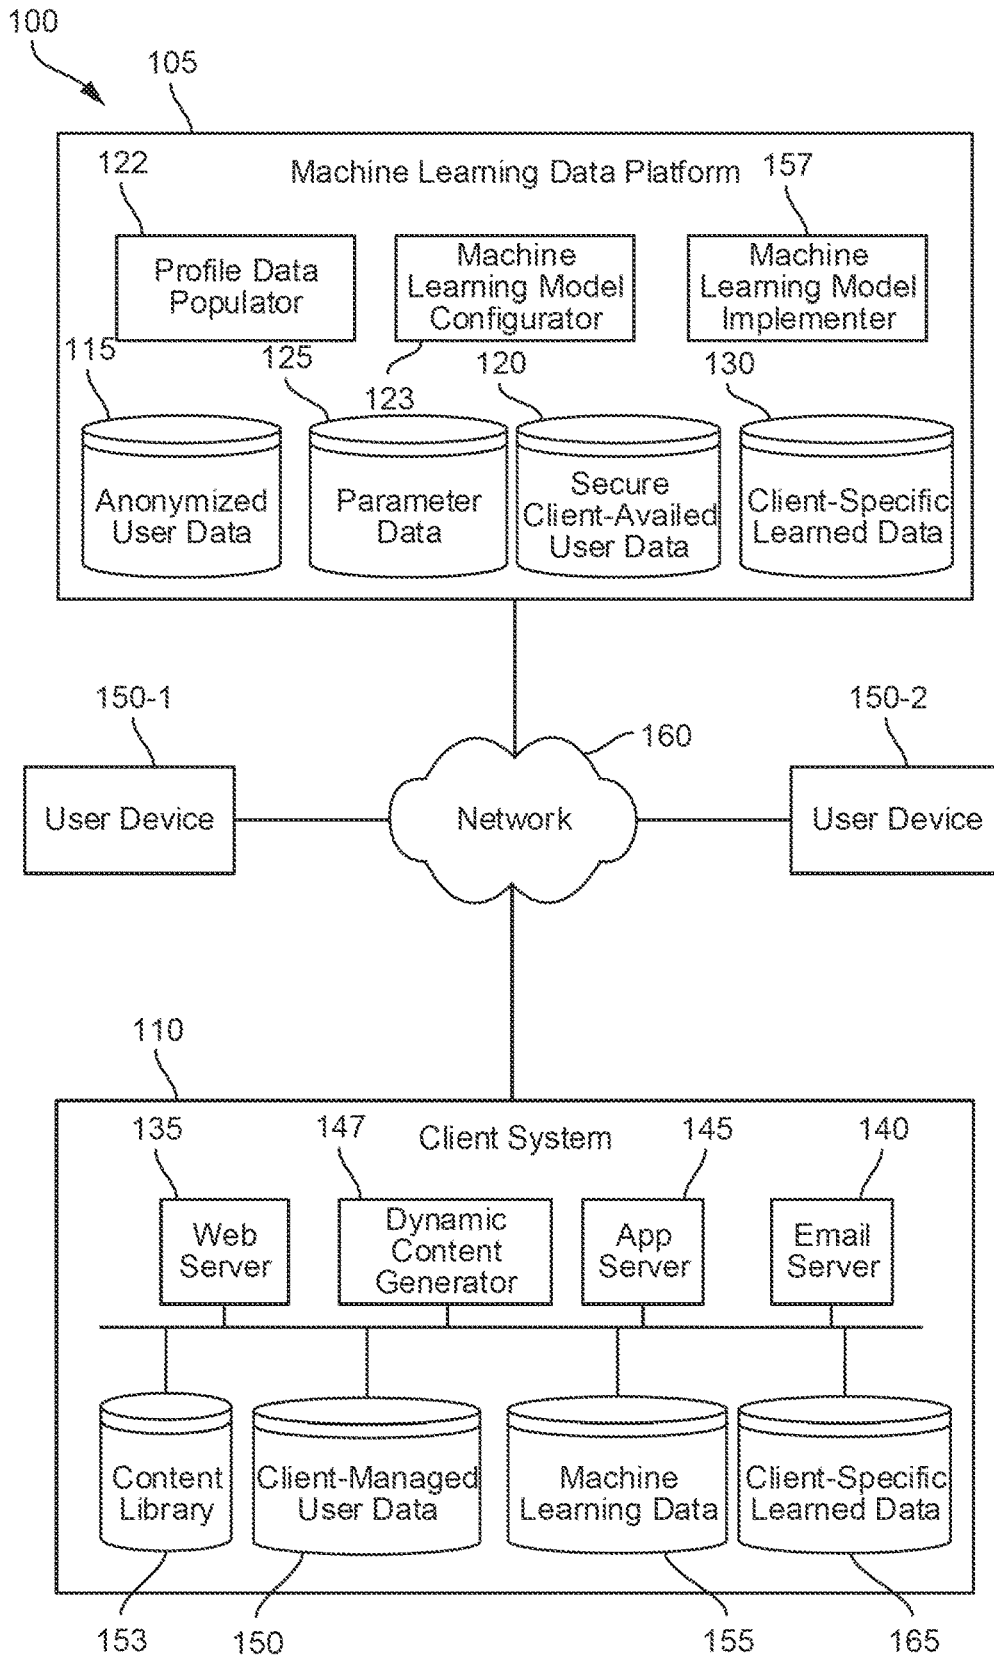 100
105
Machine Learning Data Platform
122
157
Profile Data
Populator
Machine
Learning Model
Configurator
Machine
Learning Model
Implementer
115
125
123
120
130
Anonymized
User Data
Parameter
Data
Secure
Client-Availed
User Data
Client-Specific
Learned Data
150-1
150-2
160
User Device
Network
User Device
110
Client System
135
147
145
140
Web
Server
Dynamic
Content
Generator
App
Server
Email
Server
Content
Library
Client-Managed
User Data
Machine
Learning Data
Client-Specific
Learned Data
153
150
155
165